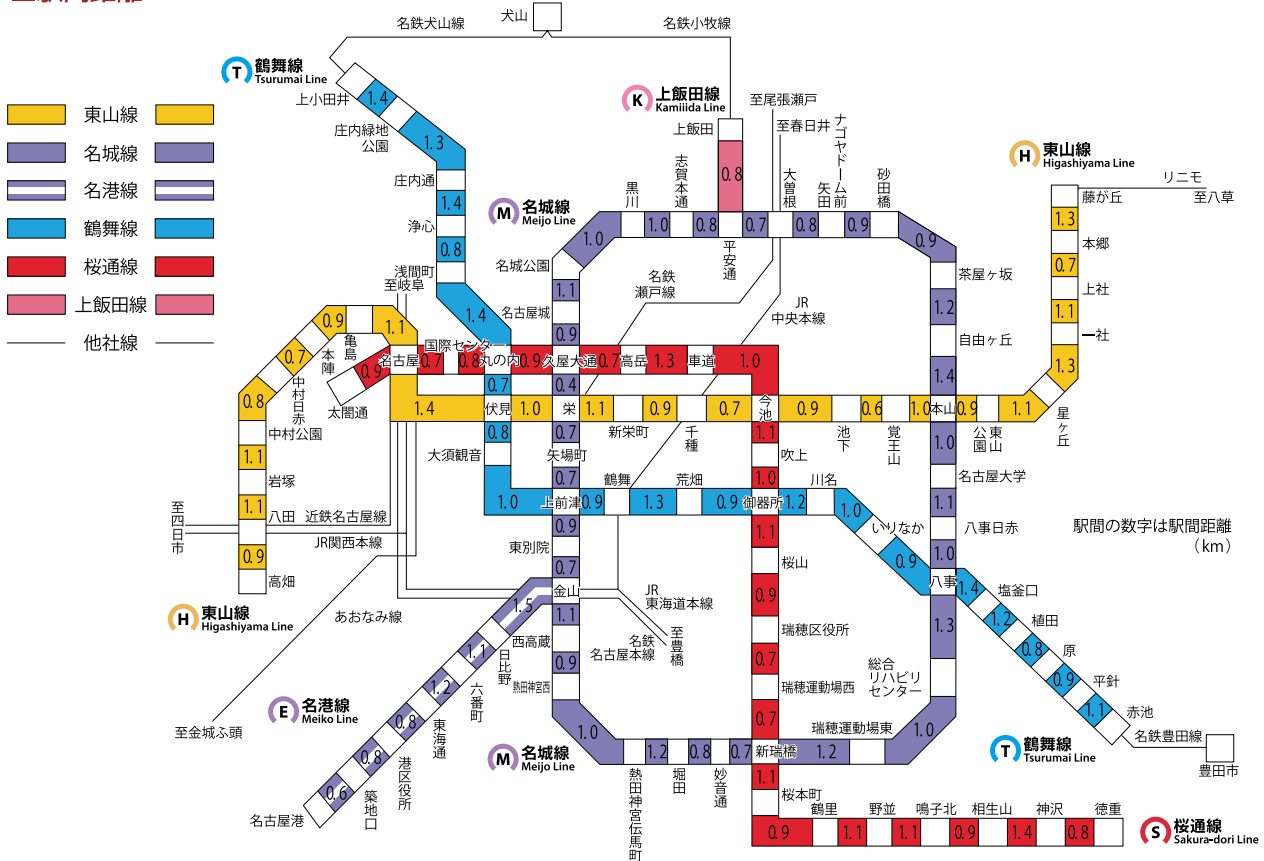 名鉄犬山線
犬山
名鉄小牧線
T 鶴舞線
Tsurumai Line
K 上飯田線
Kamiiida Line
H 東山線
Higashiyama Line
M 名城線
Meijo Line
東山線
名城線
名港線
鶴舞線
桜通線
上飯田線
他社線
上小田井
1.4
庄内緑地
公園
1.3
庄内通
1.4
浄心
0.8
浅間町
至岐阜
1.4
上飯田
0.8
至尾張瀬戸
至春日井
黒川
志賀本通
平安通
大曽根
矢田
ナゴヤドーム前
砂田橋
1.0
1.0
0.8
0.7
0.8
0.9
0.9
名城公園
1.1
名古屋城
0.9
名鉄
瀬戸線
JR
中央本線
茶屋ヶ坂
1.2
自由ヶ丘
1.4
リニモ
至八草
藤が丘
1.3
本郷
0.7
上社
1.1
一社
1.3
星ヶ丘
0.9
1.1
亀島
本陣
0.7
中村日赤
0.8
中村公園
1.1
岩塚
1.1
八田
0.9
高畑
太閤通
0.9
名古屋
0.7
国際センター
0.8
丸の内
0.9
久屋大通
0.7
高岳
1.3
車道
1.0
0.7
0.4
1.4
伏見
1.0
栄
1.1
新栄町
0.9
千種
0.7
今池
0.9
池下
0.6
覚王山
1.0
本山
0.9
東山
公園
1.1
0.8
大須観音
1.0
0.7
矢場町
0.7
上前津
0.9
鶴舞
1.3
荒畑
0.9
御器所
1.2
川名
1.0
いりなか
0.9
1.1
吹上
1.0
1.0
名古屋大学
1.1
八事日赤
1.0
八事
駅間の数字は駅間距離
(km)
至四日市
近鉄名古屋線
JR関西本線
あおなみ線
至金城ふ頭
H 東山線
Higashiyama Line
0.9
東別院
0.7
金山
JR
東海道本線
名鉄
名古屋本線
至豊橋
1.1
西高蔵
0.9
熱田神宮西
1.0
1.5
日比野
1.1
六番町
1.2
東海通
0.8
港区役所
0.8
築地口
0.6
名古屋港
E 名港線
Meiko Line
M 名城線
Meijo Line
1.1
桜山
0.9
瑞穂区役所
0.7
瑞穂運動場西
0.7
1.3
総合
リハビリ
センター
1.0
瑞穂運動場東
1.2
新瑞橋
0.7
妙音通
0.8
堀田
1.2
熱田神宮伝馬町
1.4
塩釜口
1.2
植田
0.8
原
0.9
平針
1.1
赤池
名鉄豊田線
豊田市
T 鶴舞線
Tsurumai Line
1.1
桜本町
0.9
鶴里
1.1
野並
1.1
鳴子北
0.9
相生山
1.4
神沢
0.8
徳重
S 桜通線
Sakura-dori Line